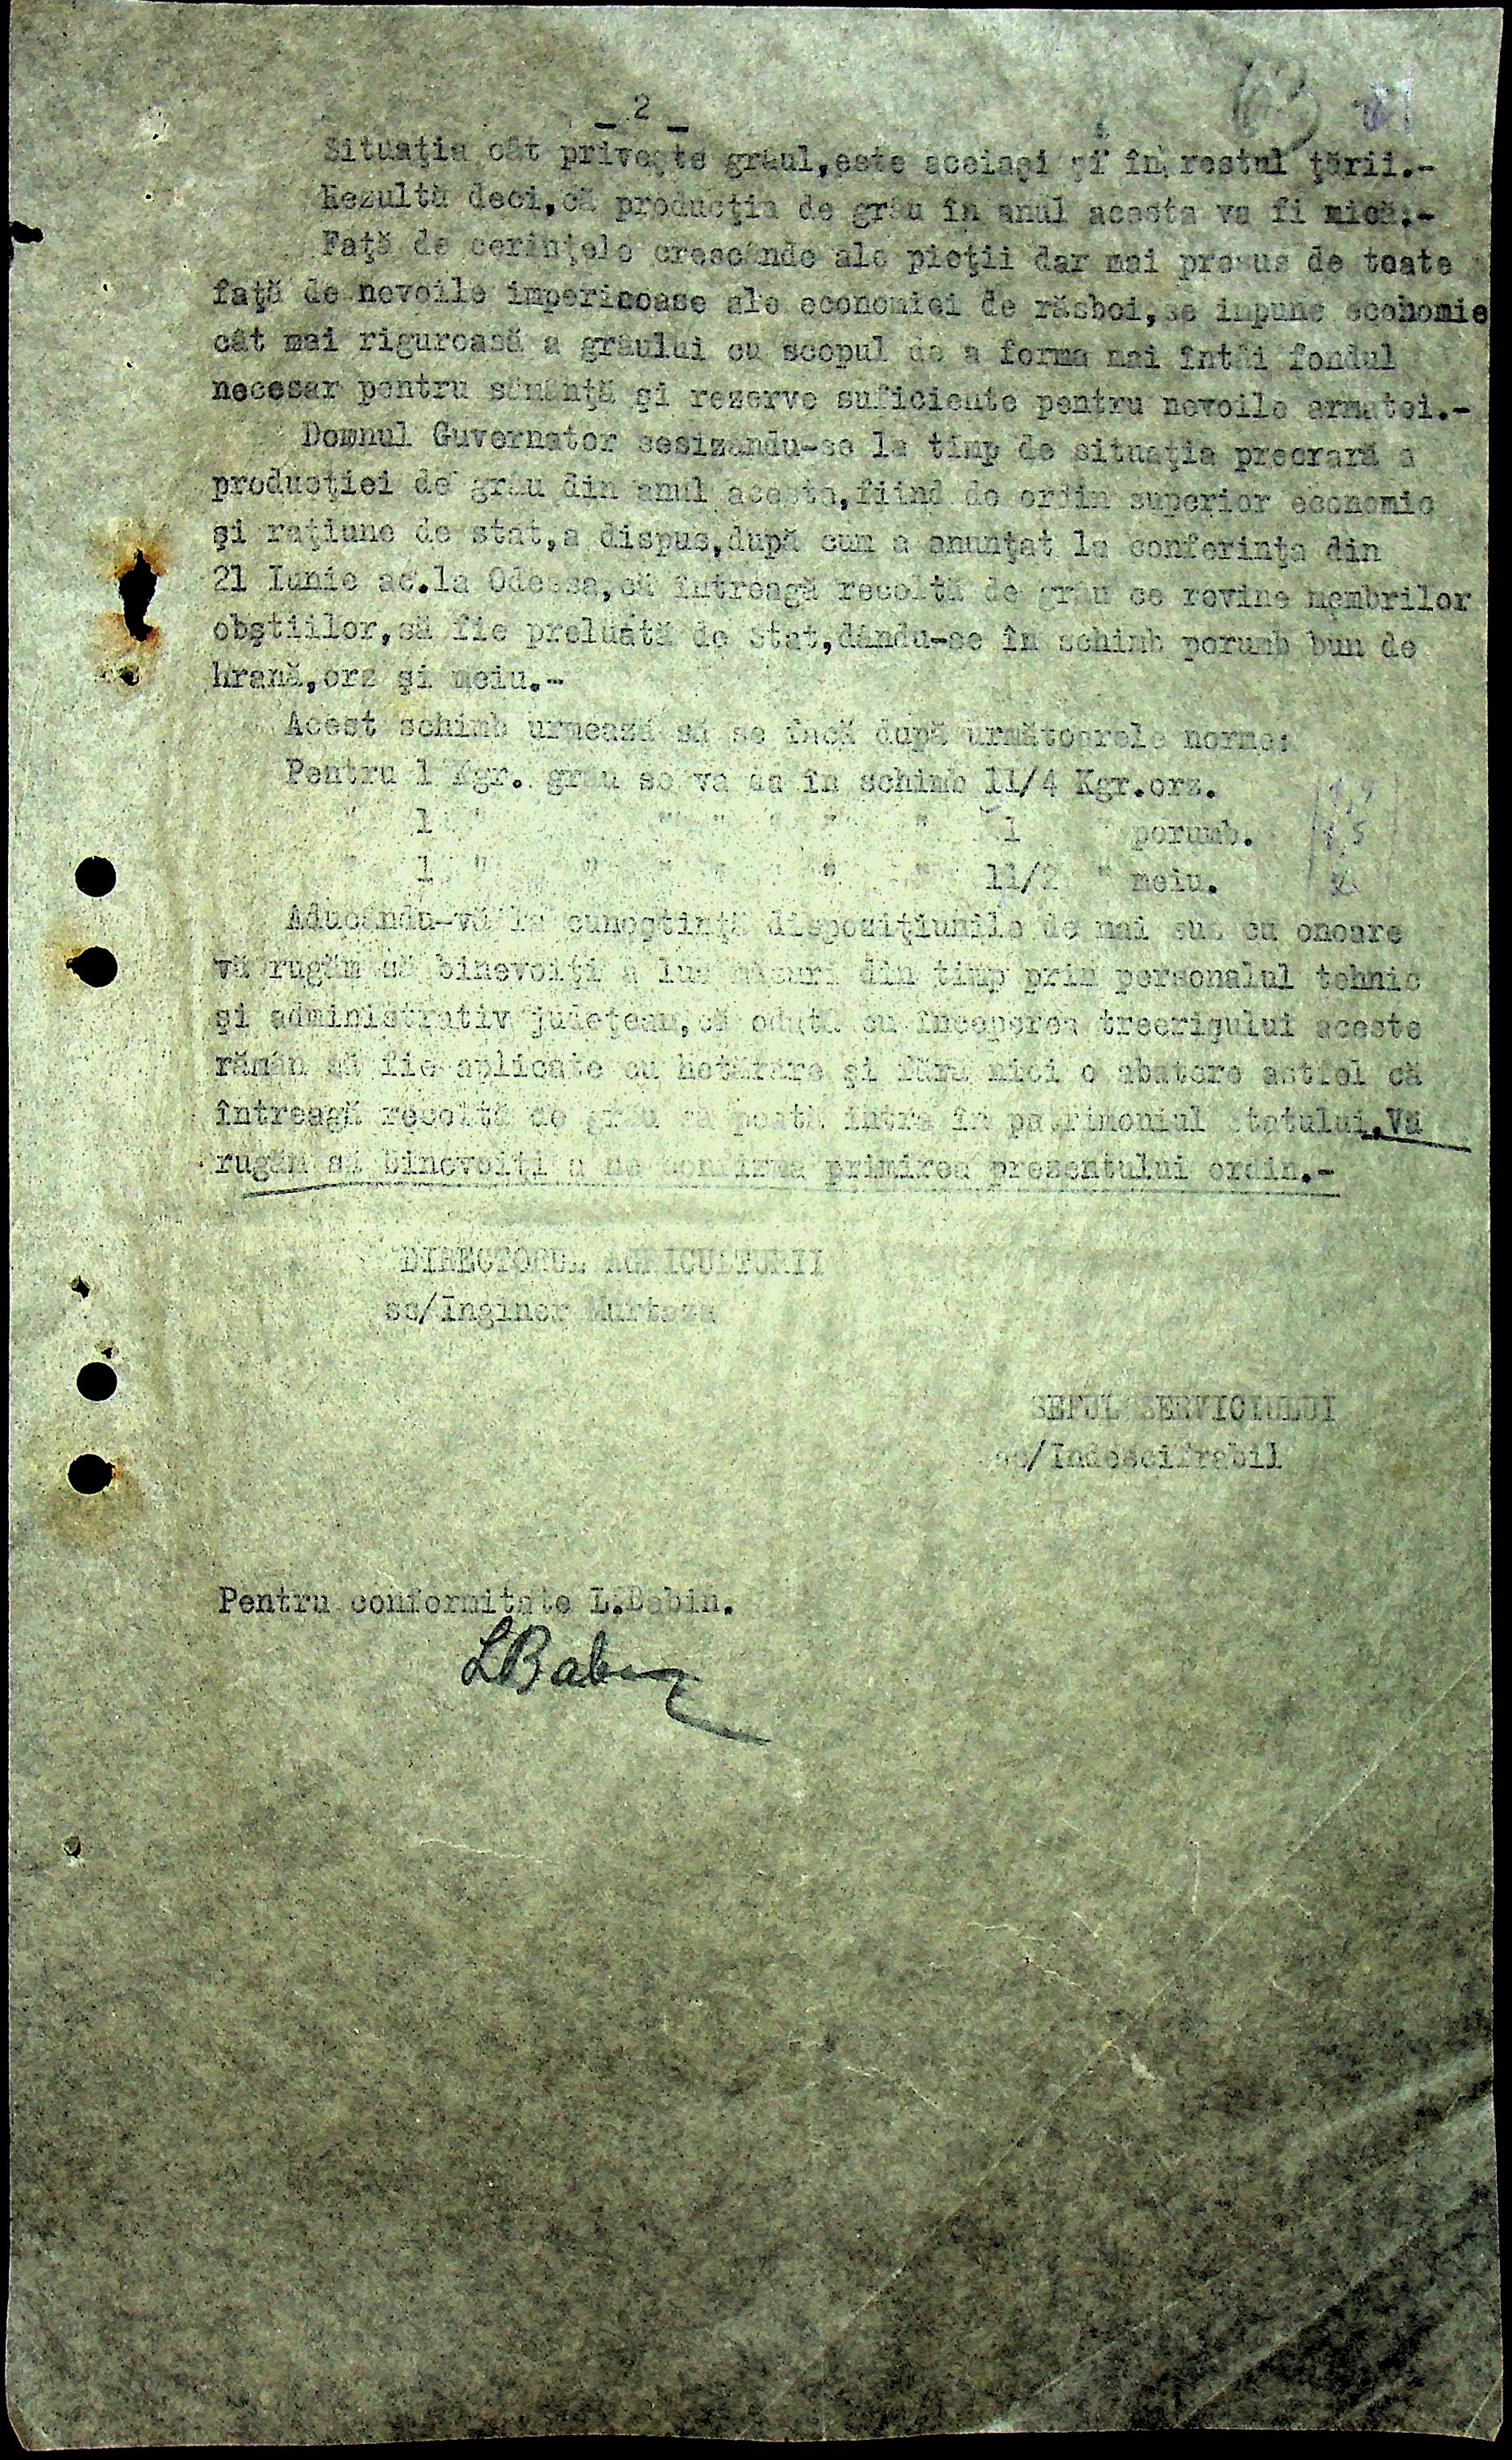 _ 2 _
63
Situaţia cât priveşte grâul,este aceiaşi şi în restul ţării.-
Rezultă deci,că producţia de grâu în anul acesta va fi mică.-
Faţă de cerinţele crescânde ale pieţii dar mai presus de toate
faţă de nevoile imperioase ale economiei de răsboi,se impune economie
cât mai riguroasă a grâului cu scopul de a forma mai întâi fondul
necesar pentru sămânţă şi rezerve suficiente pentru nevoile armatei.-
Domnul Guvernator sesizându-se la timp de situaţia precrară a
producţiei de grâu din anul acesta,fiind de ordin superior economic
şi raţiune de stat,a dispus,după cum a anunţat la conferinţa din
21 Iunie ac.la Odessa,că întreagă recoltă de grâu ce revine membrilor
obştiilor,să fie preluată de stat,dându-se în schimb porumb bun de
hrană,orz şi meiu.-
Acest schimb urmează să se facă după următoarele norme:
Pentru 1 Kgr. grâu se va da în schimb 11/4 Kgr.orz.
" 1 " " " " " " " 1 " porumb. 1,5
" 1 " " " " " " " 11/2 " meiu.
Aducându-vă la cunoştinţă dispoziţiunile de mai sus cu onoare
vă rugăm să binevoiţi a lua măsuri din timp prin personalul tehnic
şi administrativ judeţean,că odată cu începerea treerişului aceste
rămân să fie aplicate cu hotărâre şi fără nici o abatere astfel că
întreagă recoltă de grâu să poată intra în patrimoniul statului.Vă
rugăm să binevoiţi a ne confirma primirea presentului ordin.-
DIRECTORUL AGRICULTURII
ss/Inginer Murteza
SEFUL SERVICIULUI
ss/Indescifrabil
Pentru conformitate L.Babin.
LBabin